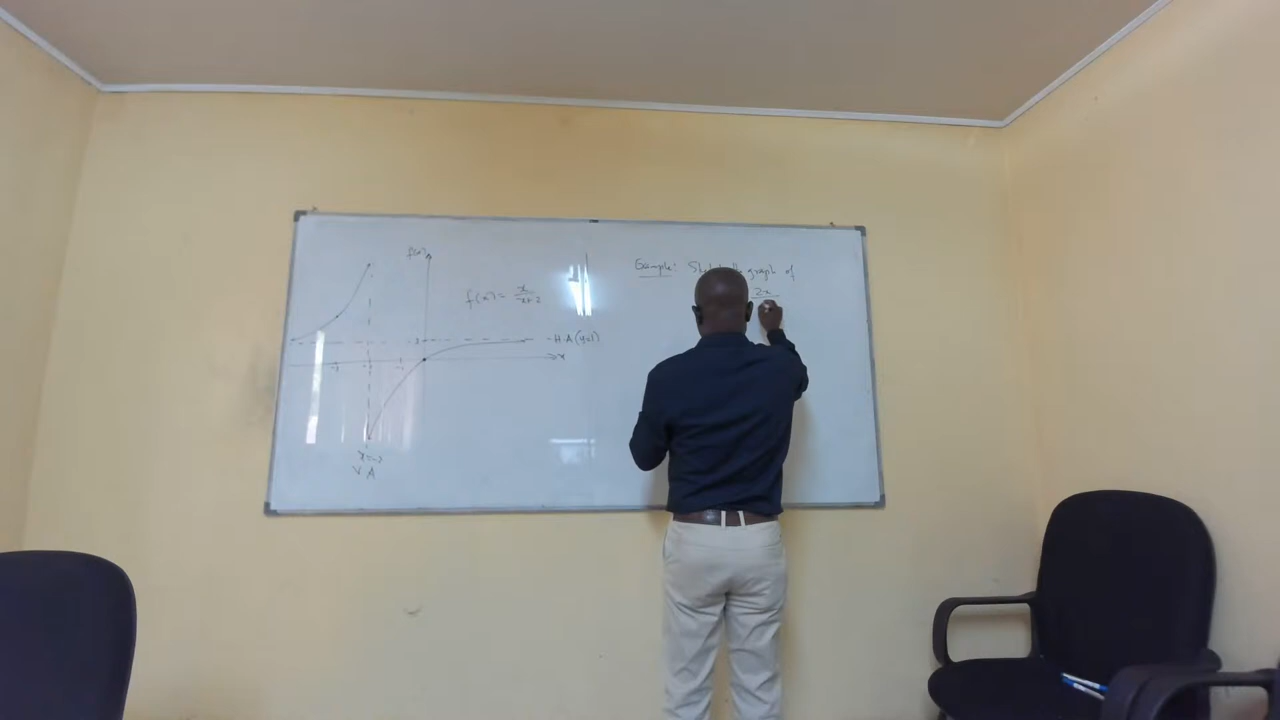 f(x)
f(x) = x/x+2
H.A (y=1)
x
x=-2
V A
Example: Sketch the graph of
2x